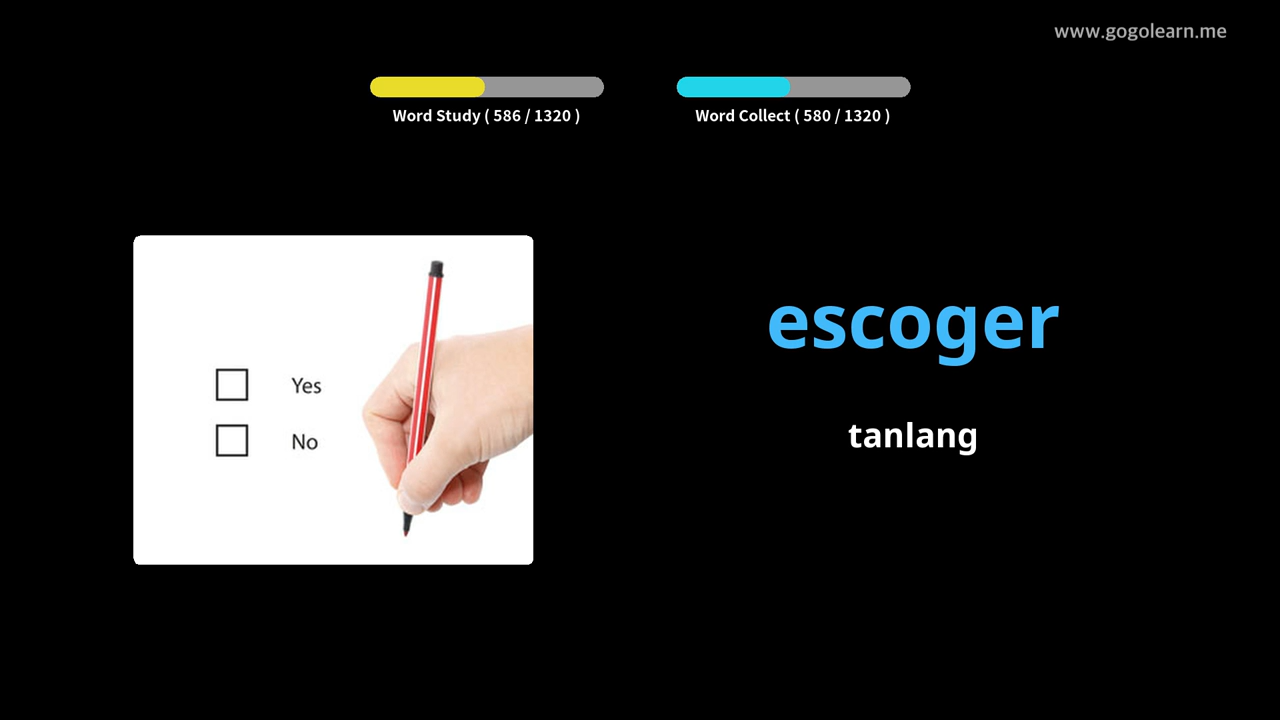 www.gogolearn.me
Word Study ( 586 / 1320 )
Word Collect ( 580 / 1320 )
Yes
No
escoger
tanlang